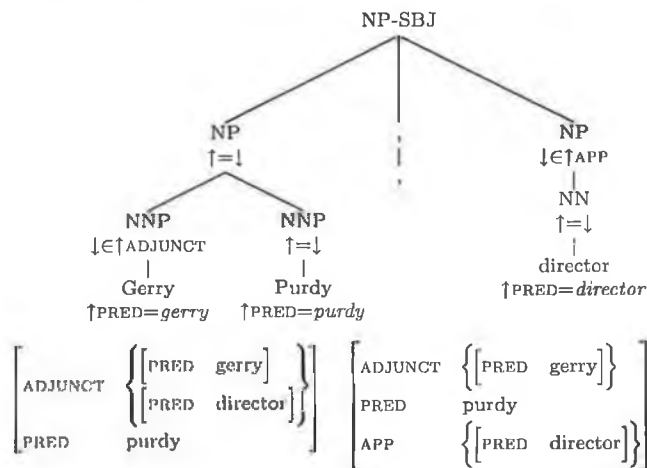 NP-SBJ
NP , NP
↑=↓ ↓∈↑APP
NNP NNP NN
↓∈↑ADJUNCT ↑=↓ ↑=↓
Gerry Purdy director
↑PRED=gerry ↑PRED=purdy ↑PRED=director
ADJUNCT {[PRED gerry] [PRED director]}
PRED purdy
ADJUNCT {[PRED gerry]}
PRED purdy
APP {[PRED director]}